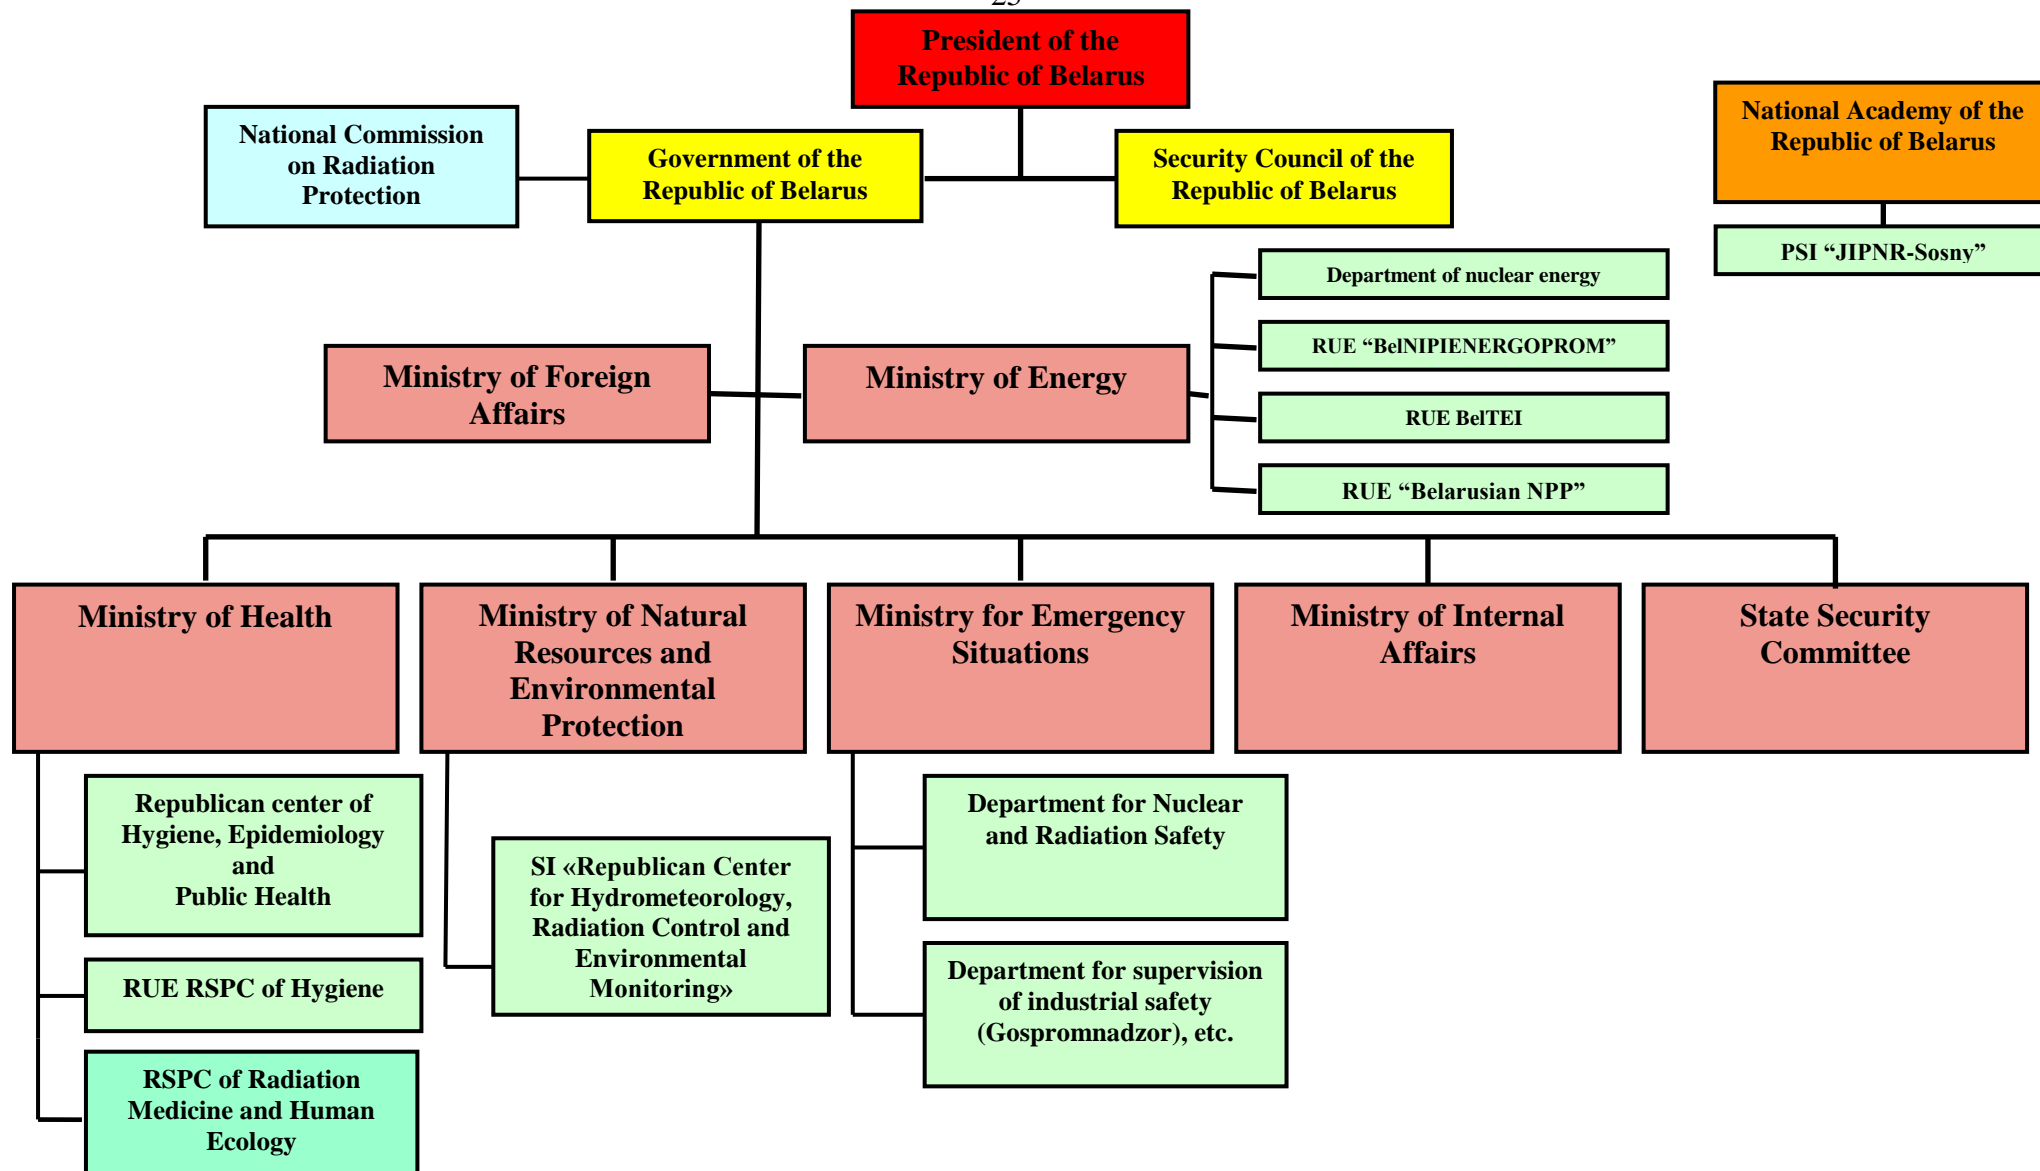 President of the
Republic of Belarus
National Commission
on Radiation
Protection
Government of the
Republic of Belarus
Security Council of the
Republic of Belarus
National Academy of the
Republic of Belarus
PSI “JIPNR-Sosny”
Department of nuclear energy
RUE “BelNIPIENERGOPROM”
RUE BelTEI
RUE “Belarusian NPP”
Ministry of Foreign
Affairs
Ministry of Energy
Ministry of Health
Ministry of Natural
Resources and
Environmental
Protection
Ministry for Emergency
Situations
Ministry of Internal
Affairs
State Security
Committee
Republican center of
Hygiene, Epidemiology
and
Public Health
RUE RSPC of Hygiene
RSPC of Radiation
Medicine and Human
Ecology
SI «Republican Center
for Hydrometeorology,
Radiation Control and
Environmental
Monitoring»
Department for Nuclear
and Radiation Safety
Department for supervision
of industrial safety
(Gospromnadzor), etc.